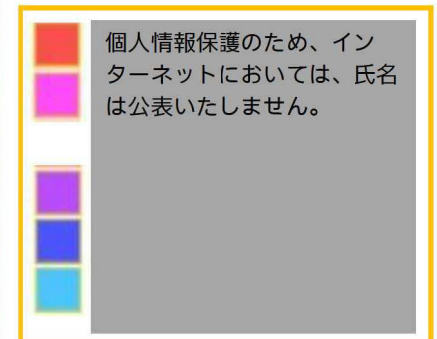 個人情報保護のため、イン
ターネットにおいては、氏名
は公表いたしません。